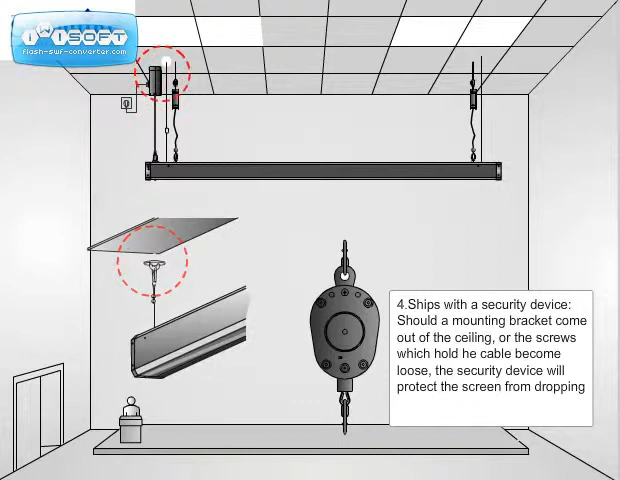 iWiSOFT
flash-swf-converter.com
4.Ships with a security device:
Should a mounting bracket come
out of the ceiling, or the screws
which hold he cable become
loose, the security device will
protect the screen from dropping